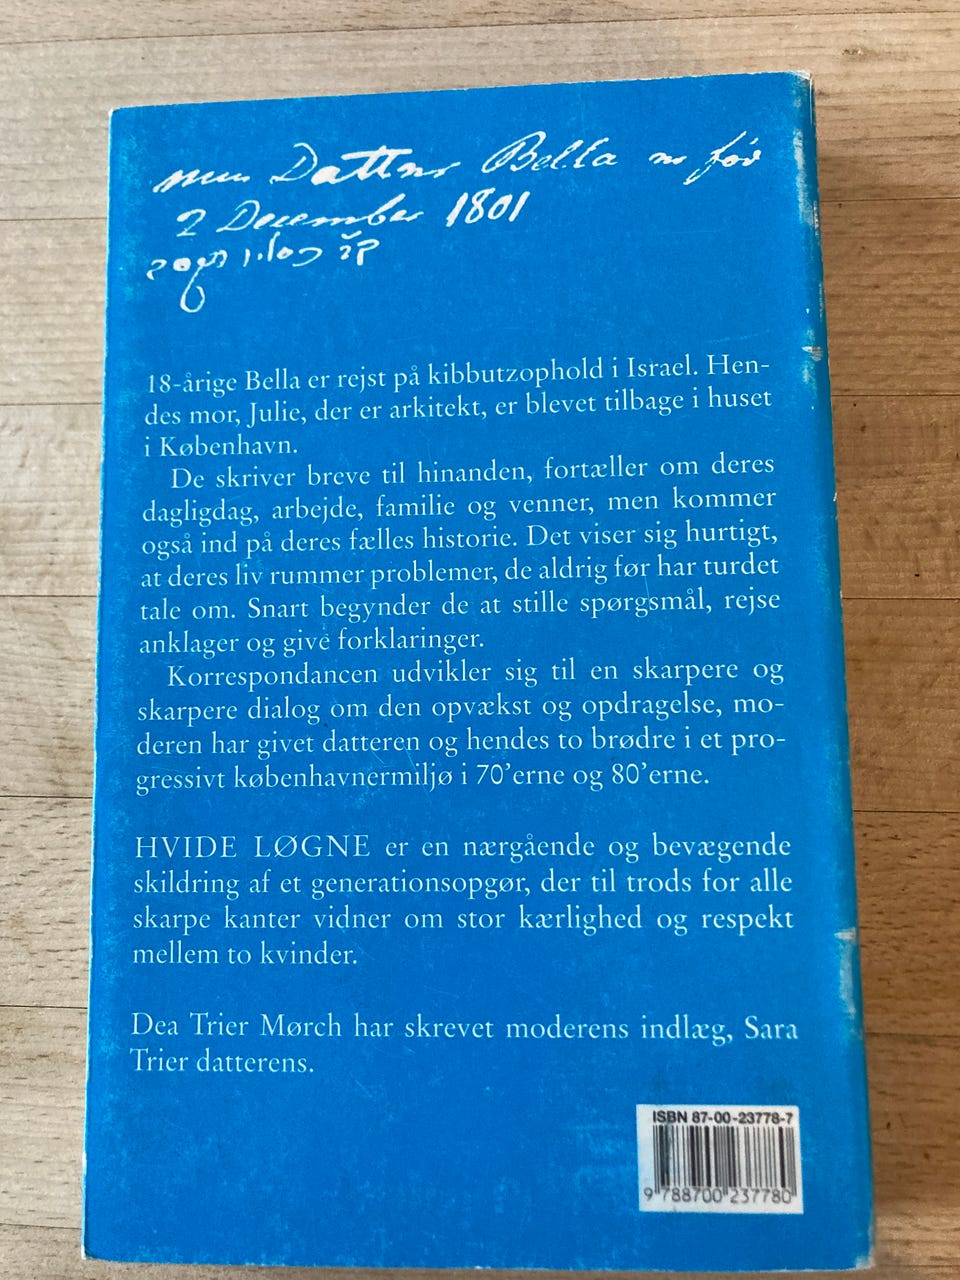 Datter Bella er fød
2 December 1801
18-årige Bella er rejst på kibbutzophold i Israel. Hen-
des mor, Julie, der er arkitekt, er blevet tilbage i huset
i København.
De skriver breve til hinanden, fortæller om deres
dagligdag, arbejde, familie og venner, men kommer
også ind på deres fælles historie. Det viser sig hurtigt,
at deres liv rummer problemer, de aldrig før har turdet
tale om. Snart begynder de at stille spørgsmål, rejse
anklager og give forklaringer.
Korrespondancen udvikler sig til en skarpere og
skarpere dialog om den opvækst og opdragelse, mo-
deren har givet datteren og hendes to brødre i et pro-
gressivt københavnermiljø i 70'erne og 80'erne.
HVIDE LØGNE er en nærgående og bevægende
skildring af et generationsopgør, der til trods for alle
skarpe kanter vidner om stor kærlighed og respekt
mellem to kvinder.
Dea Trier Mørch har skrevet moderens indlæg, Sara
Trier datterens.
ISBN 87-00-23778-7
9 788700 237780